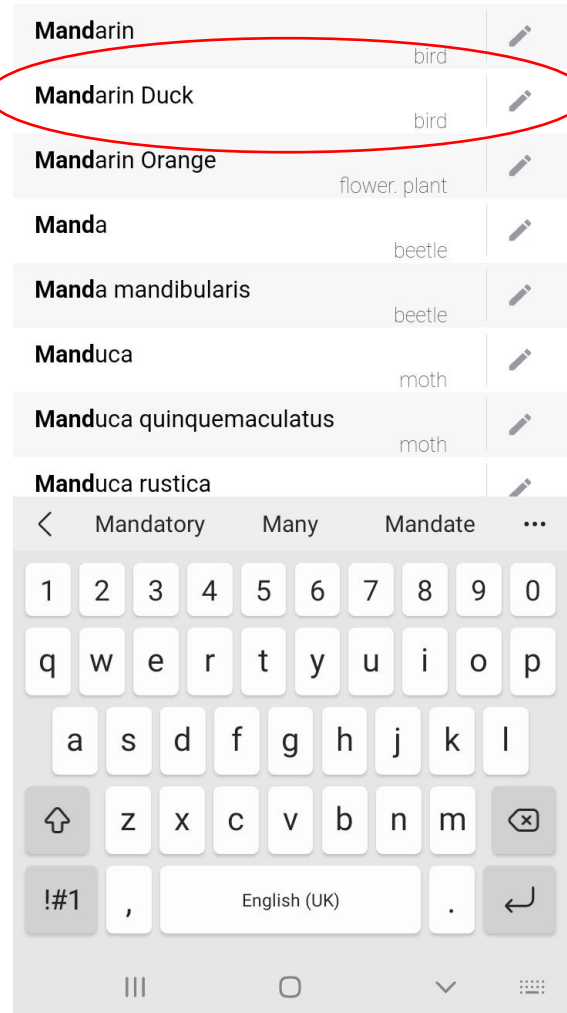 Mandarin
bird
Mandarin Duck
bird
Mandarin Orange
flower. plant
Manda
beetle
Manda mandibularis
beetle
Manduca
moth
Manduca quinquemaculatus
moth
Manduca rustica
Mandatory Many Mandate
1 2 3 4 5 6 7 8 9 0
q w e r t y u i o p
a s d f g h j k l
z x c v b n m
!#1 , English (UK) .